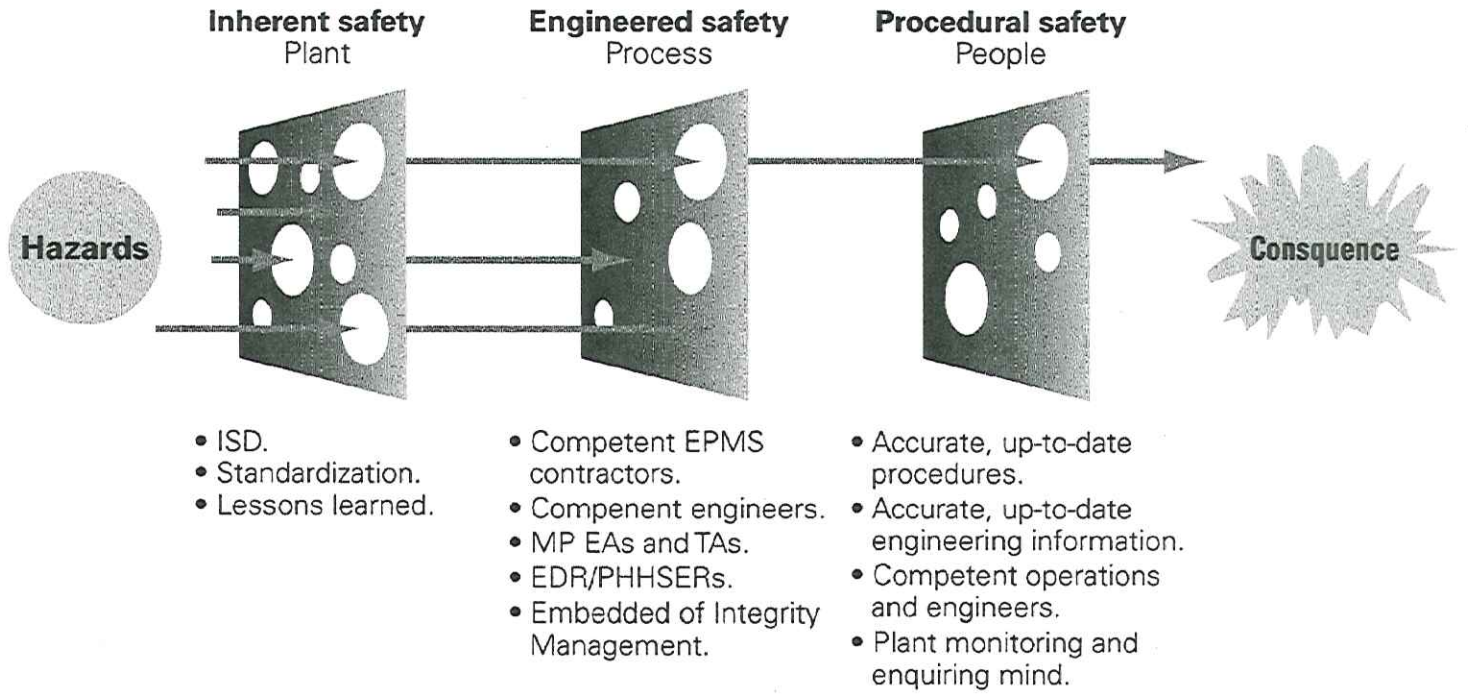 Inherent safety
Plant
Engineered safety
Process
Procedural safety
People
Hazards
Consquence
• ISD.
• Standardization.
• Lessons learned.
• Competent EPMS
contractors.
• Compenent engineers.
• MP EAs and TAs.
• EDR/PHHSERs.
• Embedded of Integrity
Management.
• Accurate, up-to-date
procedures.
• Accurate, up-to-date
engineering information.
• Competent operations
and engineers.
• Plant monitoring and
enquiring mind.